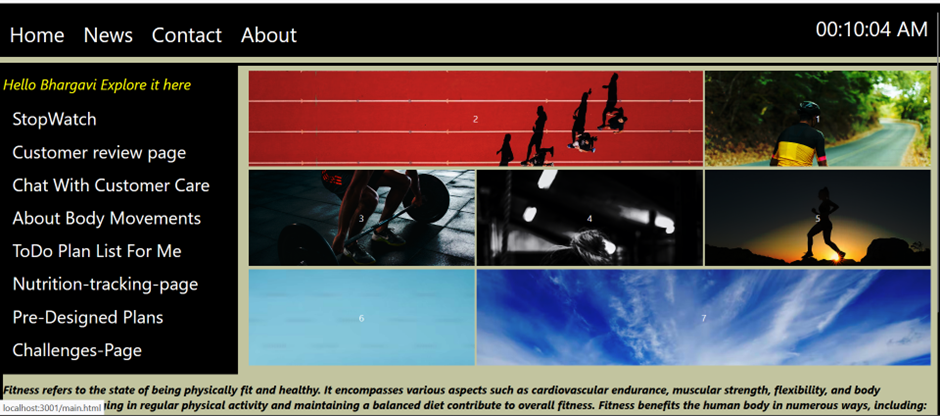 Home News Contact About
00:10:04 AM
Hello Bhargavi Explore it here
StopWatch
Customer review page
Chat With Customer Care
About Body Movements
ToDo Plan List For Me
Nutrition-tracking-page
Pre-Designed Plans
Challenges-Page
2
3
4
5
6
7
Fitness refers to the state of being physically fit and healthy. It encompasses various aspects such as cardiovascular endurance, muscular strength, flexibility, and body
ging in regular physical activity and maintaining a balanced diet contribute to overall fitness. Fitness benefits the human body in numerous ways, including:
localhost:3001/main.html